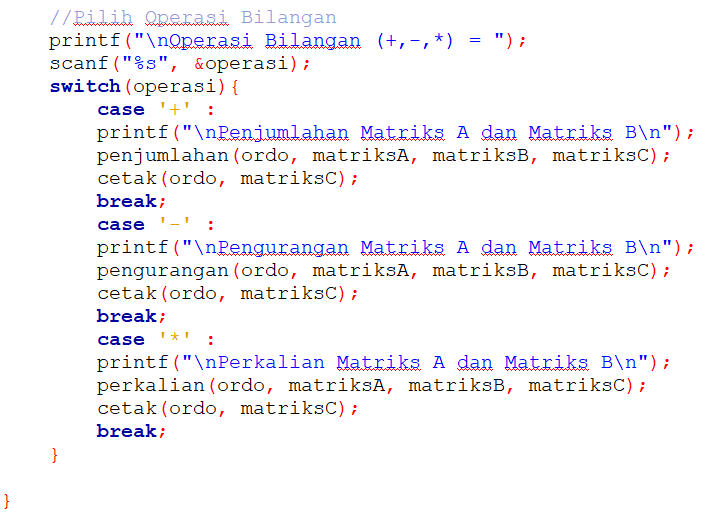 //Pilih Operasi Bilangan
printf("\nOperasi Bilangan (+,-,*) = ");
scanf("%s", &operasi);
switch(operasi){
case '+' :
printf("\nPenjumlahan Matriks A dan Matriks B\n");
penjumlahan(ordo, matriksA, matriksB, matriksC);
cetak(ordo, matriksC);
break;
case '-' :
printf("\nPengurangan Matriks A dan Matriks B\n");
pengurangan(ordo, matriksA, matriksB, matriksC);
cetak(ordo, matriksC);
break;
case '*' :
printf("\nPerkalian Matriks A dan Matriks B\n");
perkalian(ordo, matriksA, matriksB, matriksC);
cetak(ordo, matriksC);
break;
}
}